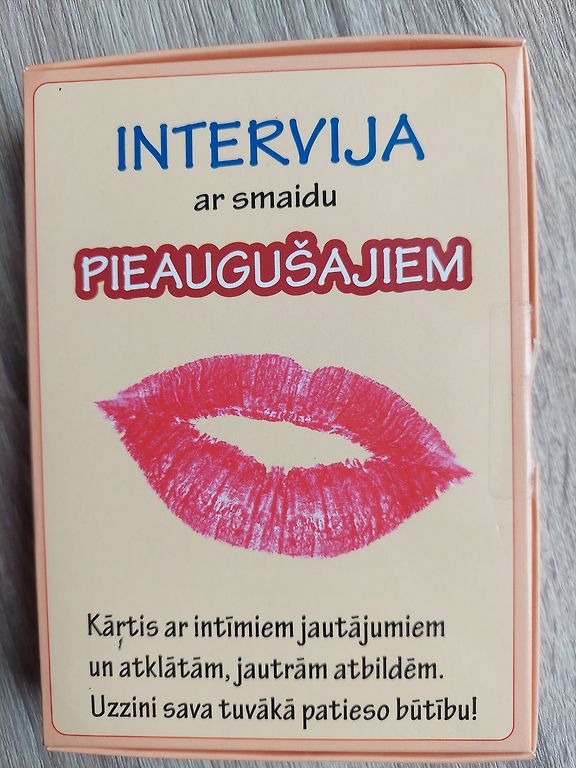 INTERVIJA
ar smaidu
PIEAUGUŠAJIEM
Kārtis ar intīmiem jautājumiem
un atklātām, jautrām atbildēm.
Uzzini sava tuvākā patieso būtību!